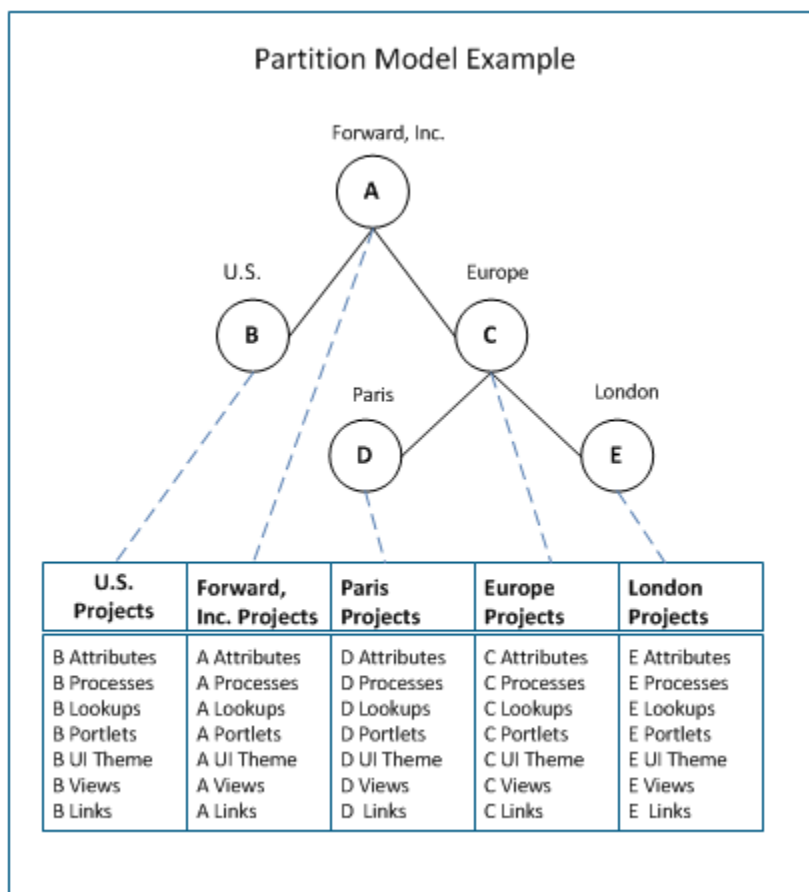 Partition Model Example
Forward, Inc.
A
U.S.
Europe
B
C
Paris
London
D
E
U.S.
Projects
Forward,
Inc. Projects
Paris
Projects
Europe
Projects
London
Projects
B Attributes
B Processes
B Lookups
B Portlets
B UI Theme
B Views
B Links
A Attributes
A Processes
A Lookups
A Portlets
A UI Theme
A Views
A Links
D Attributes
D Processes
D Lookups
D Portlets
D UI Theme
D Views
D Links
C Attributes
C Processes
C Lookups
C Portlets
C UI Theme
C Views
C Links
E Attributes
E Processes
E Lookups
E Portlets
E UI Theme
E Views
E Links